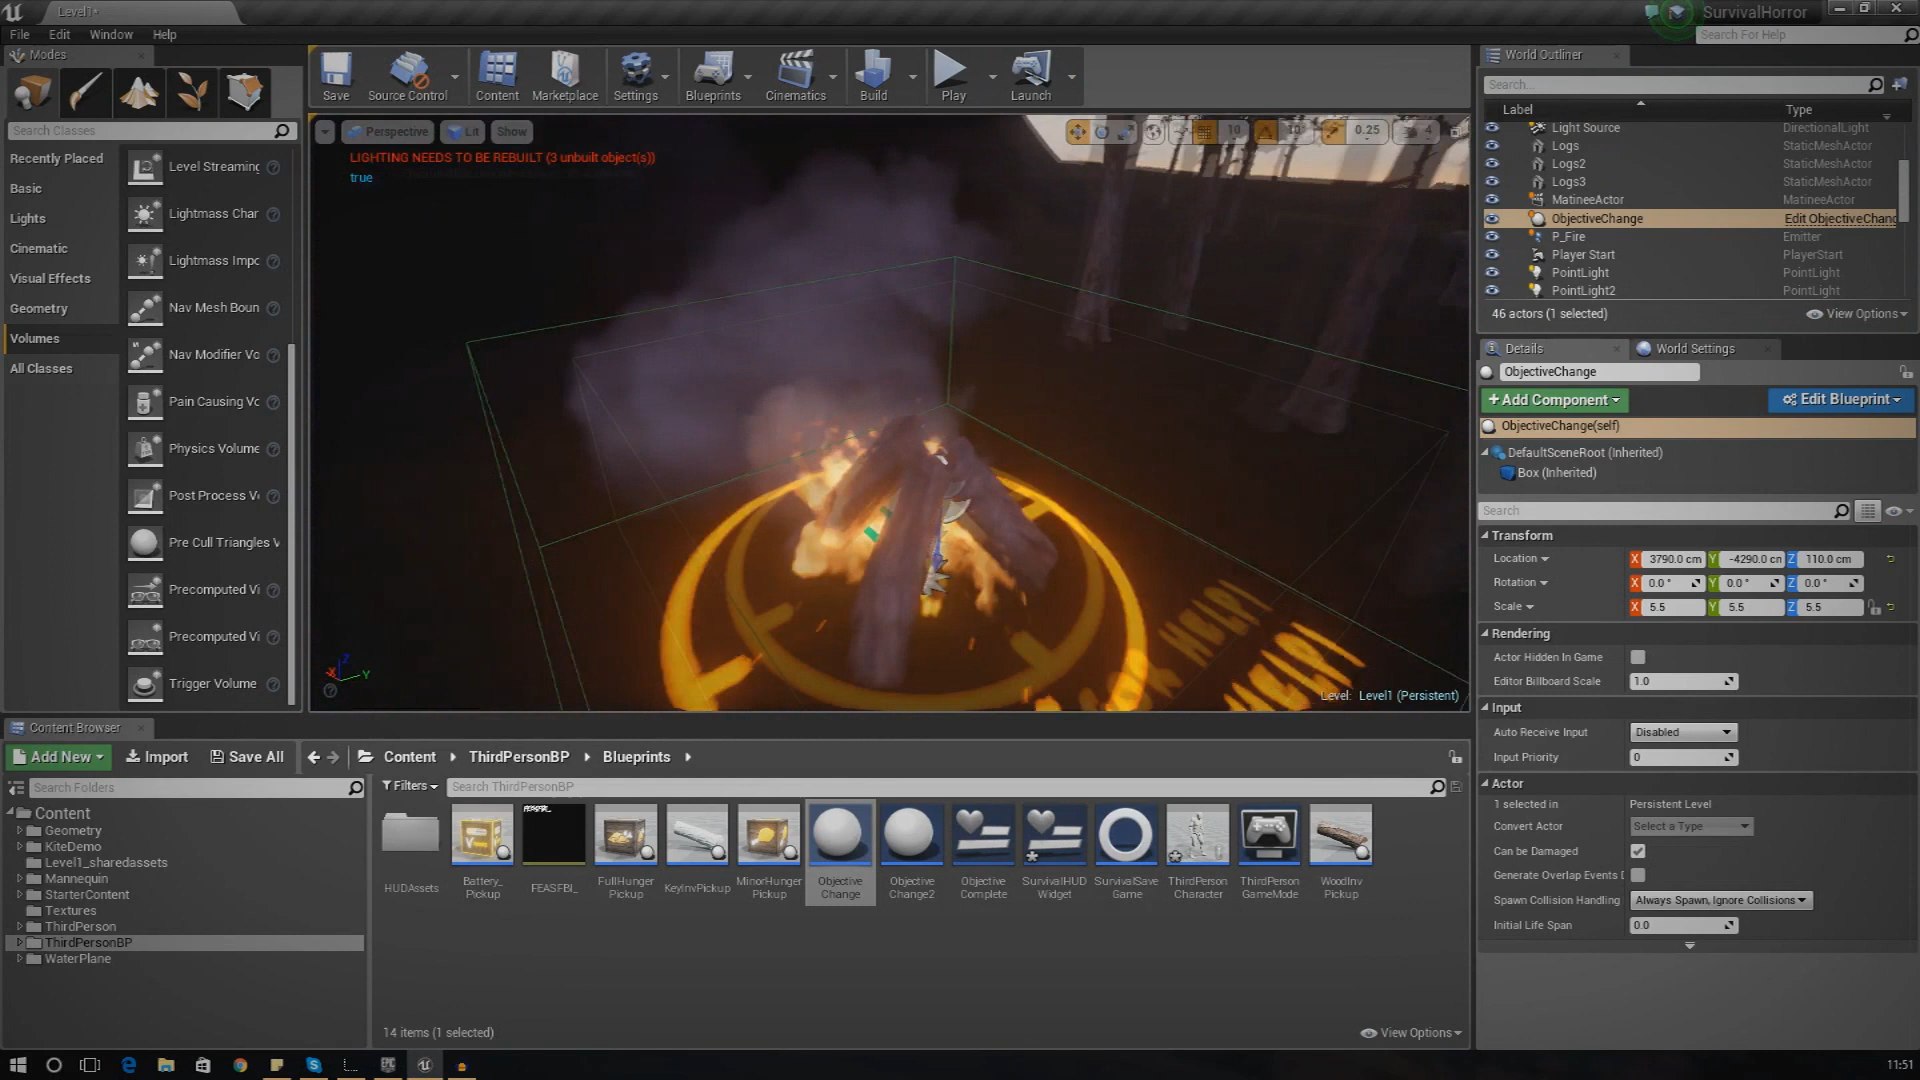 Level1*
SurvivalHorror
File Edit Window Help
Search For Help
Modes
Save
Source Control
Content
Marketplace
Settings
Blueprints
Cinematics
Build
Play
Launch
Search Classes
Recently Placed
Basic
Lights
Cinematic
Visual Effects
Geometry
Volumes
All Classes
Level Streaming
Lightmass Char
Lightmass Impo
Nav Mesh Boun
Nav Modifier Vo
Pain Causing Vo
Physics Volume
Post Process Vo
Pre Cull Triangles V
Precomputed Vi
Precomputed Vi
Trigger Volume
Perspective Lit Show
10 10° 0.25 4
LIGHTING NEEDS TO BE REBUILT (3 unbuilt object(s))
true
HELP!
HELP!
X Z Y
Level: Level1 (Persistent)
World Outliner
Search...
Label Type
Light Source DirectionalLight
Logs StaticMeshActor
Logs2 StaticMeshActor
Logs3 StaticMeshActor
MatineeActor MatineeActor
ObjectiveChange Edit ObjectiveChang
P_Fire Emitter
Player Start PlayerStart
PointLight PointLight
PointLight2 PointLight
46 actors (1 selected) View Options
Details World Settings
ObjectiveChange
+Add Component Edit Blueprint
ObjectiveChange(self)
DefaultSceneRoot (Inherited)
Box (Inherited)
Search
Transform
Location X 3790.0 cm Y -4290.0 cm Z 110.0 cm
Rotation X 0.0 ° Y 0.0 ° Z 0.0 °
Scale X 5.5 Y 5.5 Z 5.5
Rendering
Actor Hidden In Game
Editor Billboard Scale 1.0
Input
Auto Receive Input Disabled
Input Priority 0
Actor
1 selected in Persistent Level
Convert Actor Select a Type
Can be Damaged
Generate Overlap Events D
Spawn Collision Handling Always Spawn, Ignore Collisions
Initial Life Span 0.0
Content Browser
Add New Import Save All Content ThirdPersonBP Blueprints
Search Folders
Filters Search ThirdPersonBP
Content
Geometry
KiteDemo
Level1_sharedassets
Mannequin
StarterContent
Textures
ThirdPerson
ThirdPersonBP
WaterPlane
HUDAssets
Battery_
Pickup
FEASFBI_
FullHunger
Pickup
KeyInvPickup
MinorHunger
Pickup
Objective
Change
Objective
Change2
Objective
Complete
SurvivalHUD
Widget
SurvivalSave
Game
ThirdPerson
Character
ThirdPerson
GameMode
WoodInv
Pickup
14 items (1 selected) View Options
11:51